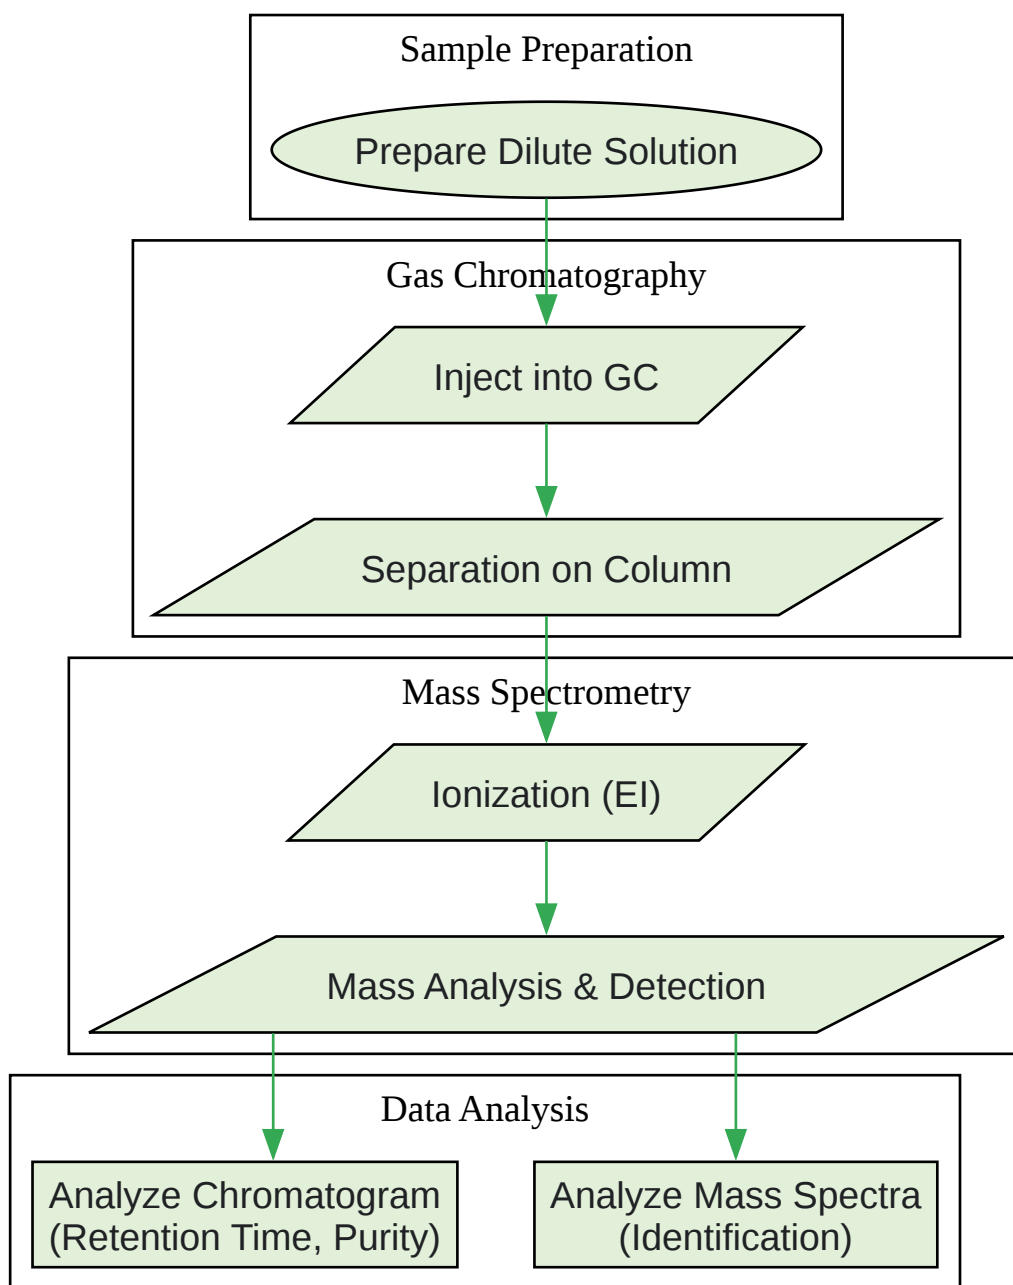 Sample Preparation
Prepare Dilute Solution
Gas Chromatography
Inject into GC
Separation on Column
Mass Spectrometry
Ionization (EI)
Mass Analysis & Detection
Data Analysis
Analyze Chromatogram
(Retention Time, Purity)
Analyze Mass Spectra
(Identification)